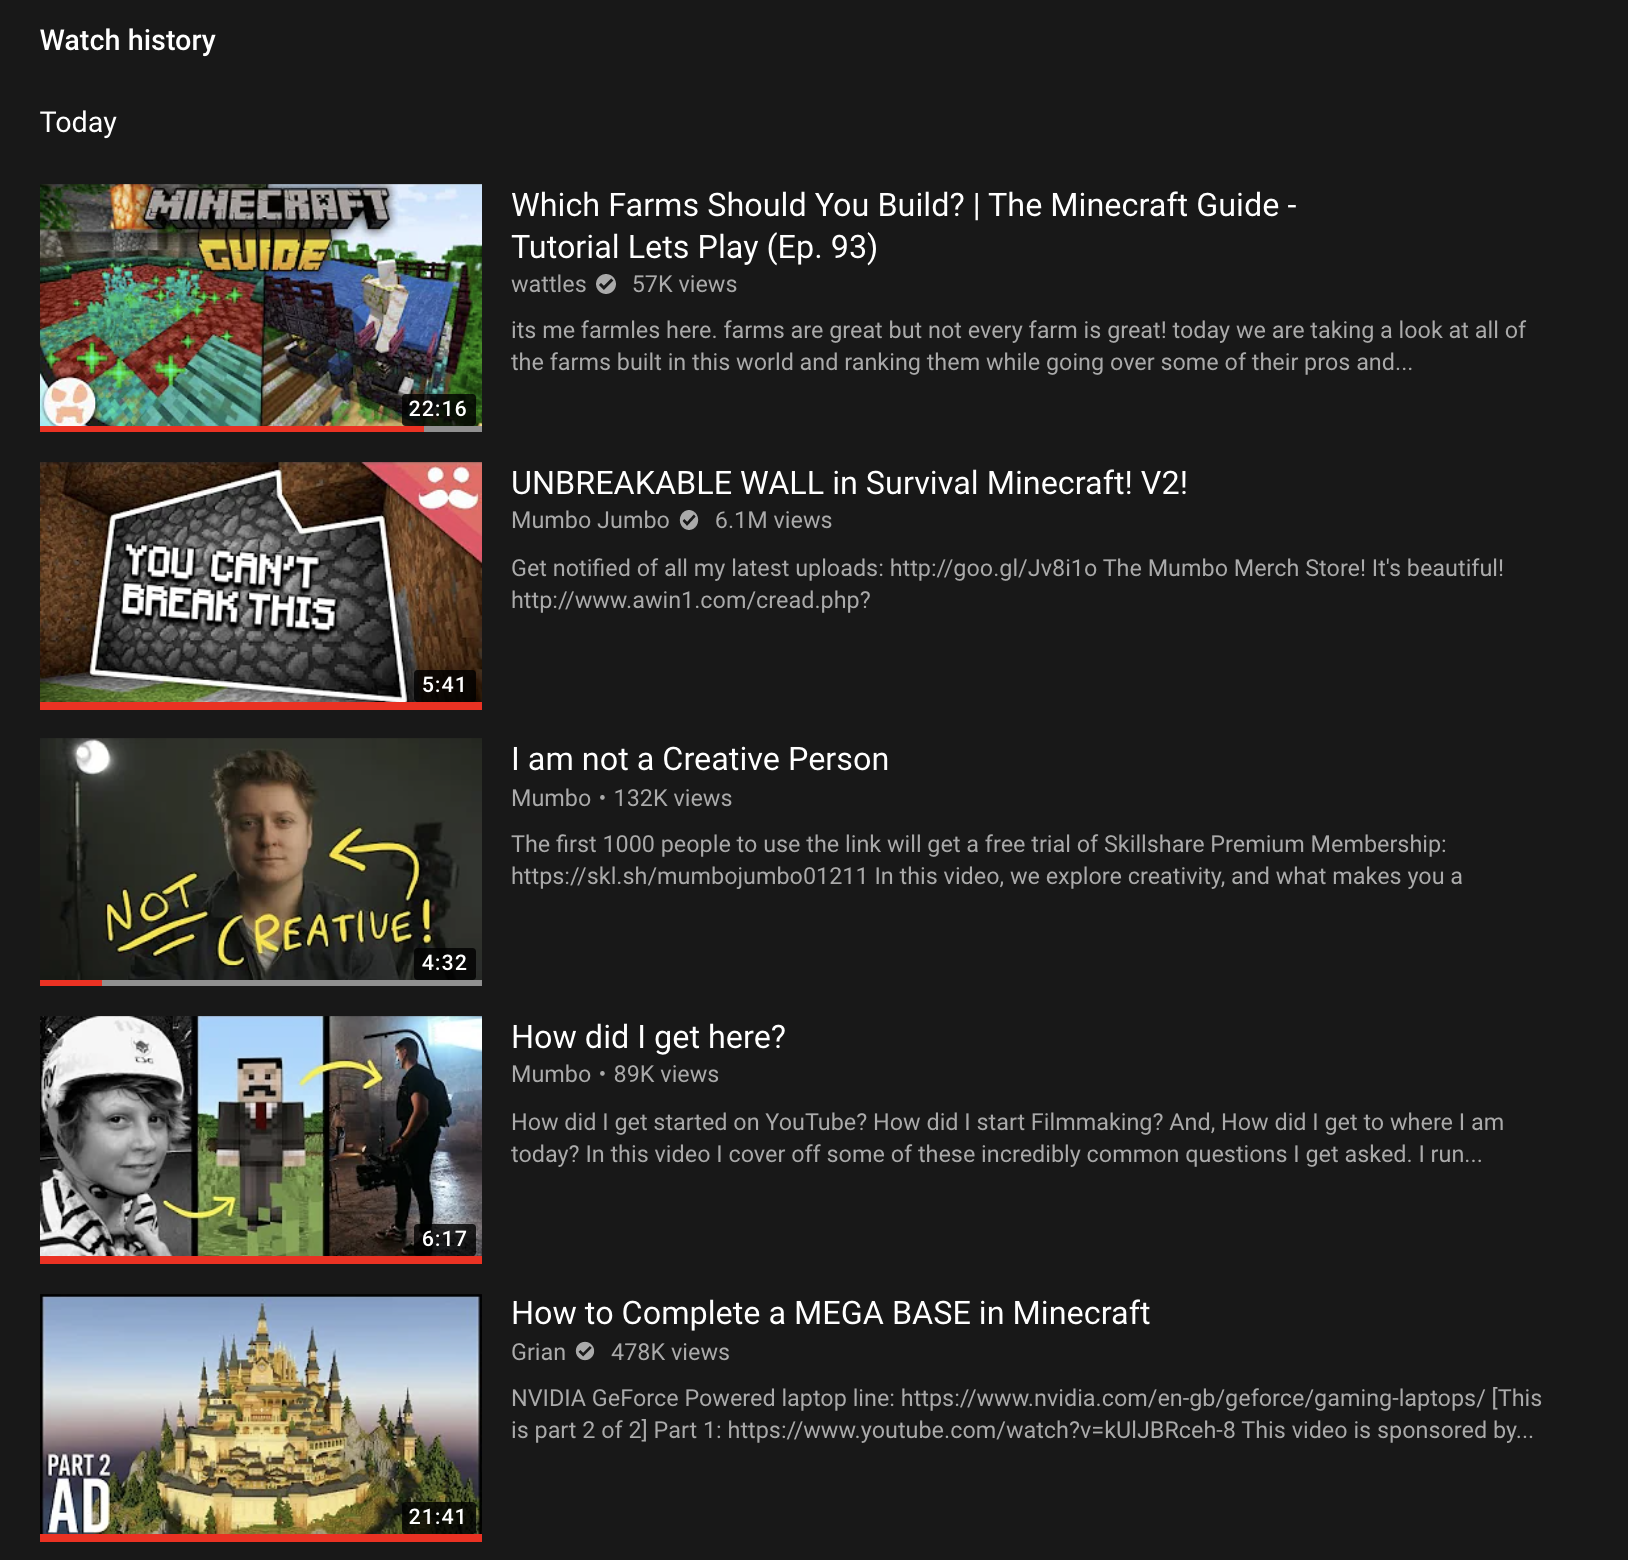 Watch history
Today
MINECRAFT
GUIDE
22:16
Which Farms Should You Build? | The Minecraft Guide -
Tutorial Lets Play (Ep. 93)
wattles 57K views
its me farmles here. farms are great but not every farm is great! today we are taking a look at all of
the farms built in this world and ranking them while going over some of their pros and...
YOU CAN'T
BREAK THIS
5:41
UNBREAKABLE WALL in Survival Minecraft! V2!
Mumbo Jumbo 6.1M views
Get notified of all my latest uploads: http://goo.gl/Jv8i1o The Mumbo Merch Store! It's beautiful!
http://www.awin1.com/cread.php?
NOT
CREATIVE!
4:32
I am not a Creative Person
Mumbo • 132K views
The first 1000 people to use the link will get a free trial of Skillshare Premium Membership:
https://skl.sh/mumbojumbo01211 In this video, we explore creativity, and what makes you a
6:17
How did I get here?
Mumbo • 89K views
How did I get started on YouTube? How did I start Filmmaking? And, How did I get to where I am
today? In this video I cover off some of these incredibly common questions I get asked. I run...
PART 2
AD
21:41
How to Complete a MEGA BASE in Minecraft
Grian 478K views
NVIDIA GeForce Powered laptop line: https://www.nvidia.com/en-gb/geforce/gaming-laptops/ [This
is part 2 of 2] Part 1: https://www.youtube.com/watch?v=kUlJBRceh-8 This video is sponsored by...